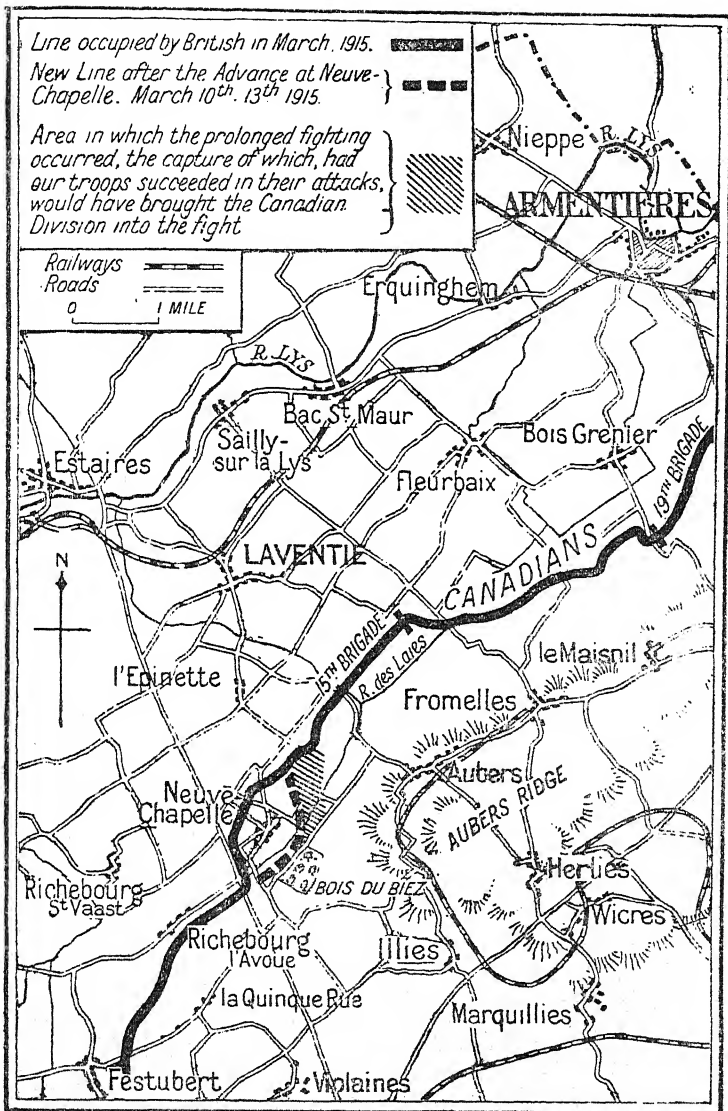 Line occupied by British in March, 1915.
New Line after the Advance at Neuve-
Chapelle. March 10th. 13th 1915.
Area in which the prolonged fighting
occurred, the capture of which, had
our troops succeeded in their attacks,
would have brought the Canadian
Division into the fight
Railways
Roads
0 1 MILE
Nieppe
R. LYS
ARMENTIÈRES
Erquinghem
R. LYS
Bac St. Maur
Sailly-
sur la Lys
Estaires
Bois Grenier
Fleurbaix
19TH BRIGADE
LAVENTIE
CANADIANS
N
15TH BRIGADE
R. des Laies
le Maisnil
l'Epinette
Fromelles
Aubers
AUBERS RIDGE
Neuve
Chapelle
Herlies
BOIS DU BIEZ
Richebourg
St Vaast
Wicres
Richebourg
l'Avoue
Illies
la Quinque Rue
Marquillies
Festubert
Violaines